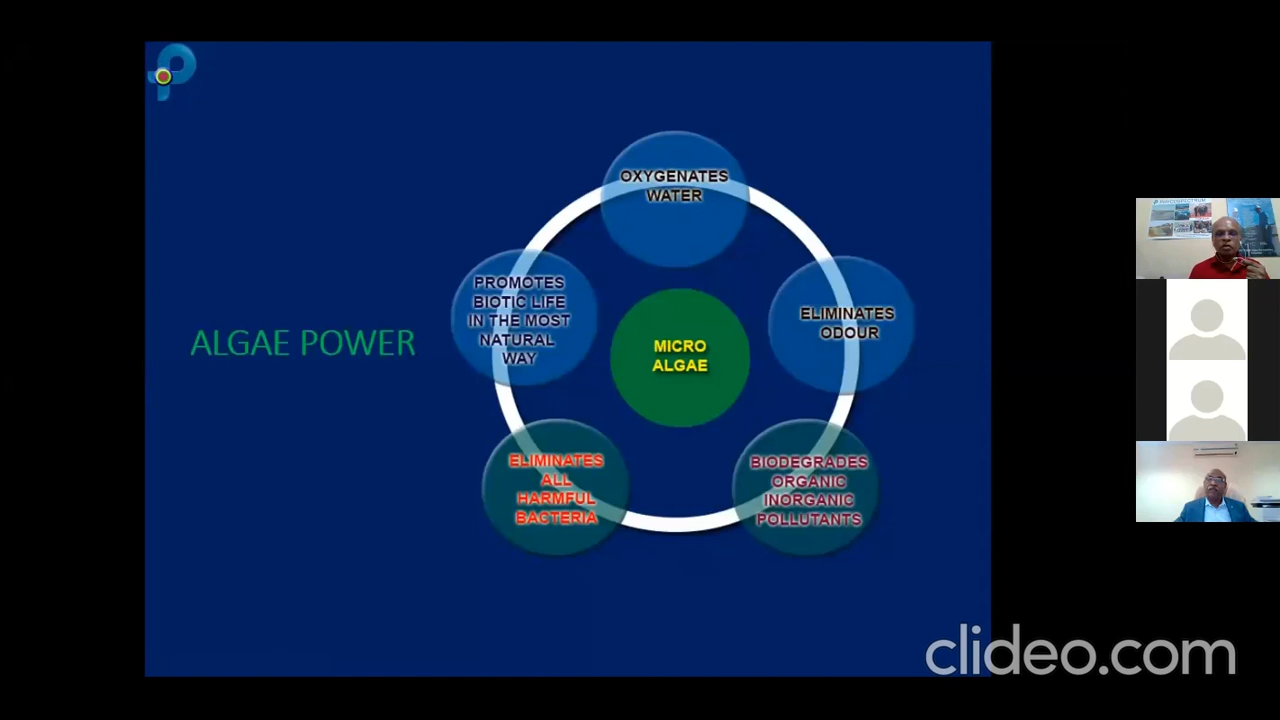 ALGAE POWER
OXYGENATES
WATER
ELIMINATES
ODOUR
BIODEGRADES
ORGANIC
INORGANIC
POLLUTANTS
ELIMINATES
ALL
HARMFUL
BACTERIA
PROMOTES
BIOTIC LIFE
IN THE MOST
NATURAL
WAY
MICRO
ALGAE
clideo.com